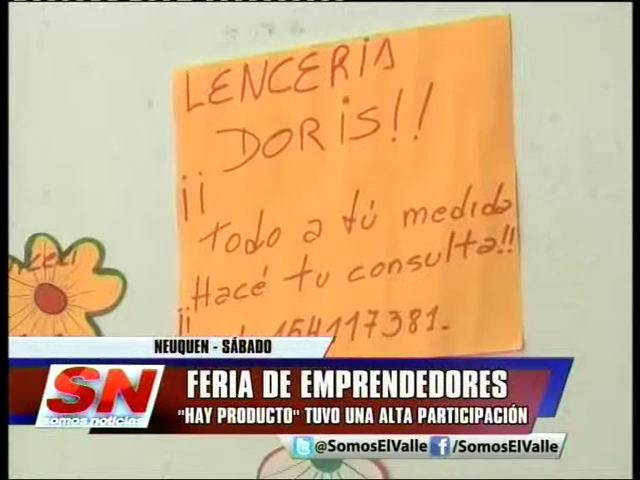 LENCERIA
DORIS!!
¡¡
Todo a tú medida
Hacé tu consulta!!
¡¡
154117381.
NEUQUEN - SÁBADO
SN
somos noticias
FERIA DE EMPRENDEDORES
"HAY PRODUCTO" TUVO UNA ALTA PARTICIPACIÓN
@SomosElValle
/SomosElValle